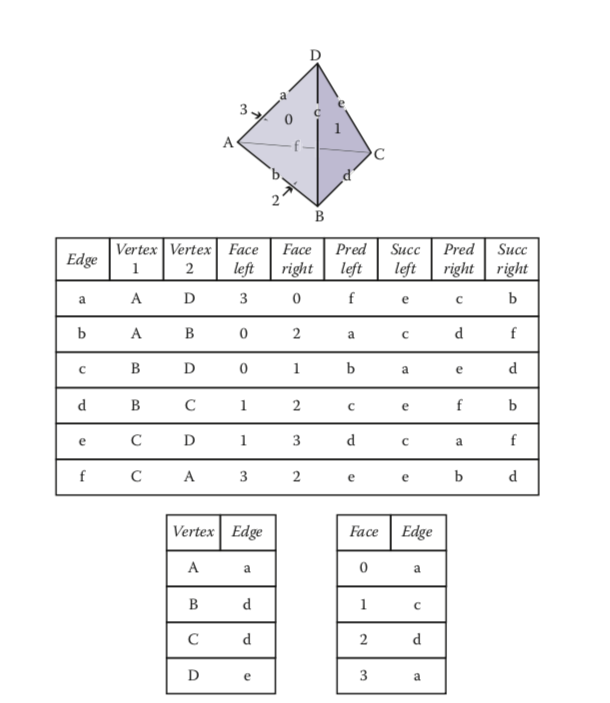 D
a
e
3
c
0
1
A
f
C
b
d
2
B
Edge Vertex 1 Vertex 2 Face left Face right Pred left Succ left Pred right Succ right
a A D 3 0 f e c b
b A B 0 2 a c d f
c B D 0 1 b a e d
d B C 1 2 c e f b
e C D 1 3 d c a f
f C A 3 2 e e b d
Vertex Edge
A a
B d
C d
D e
Face Edge
0 a
1 c
2 d
3 a